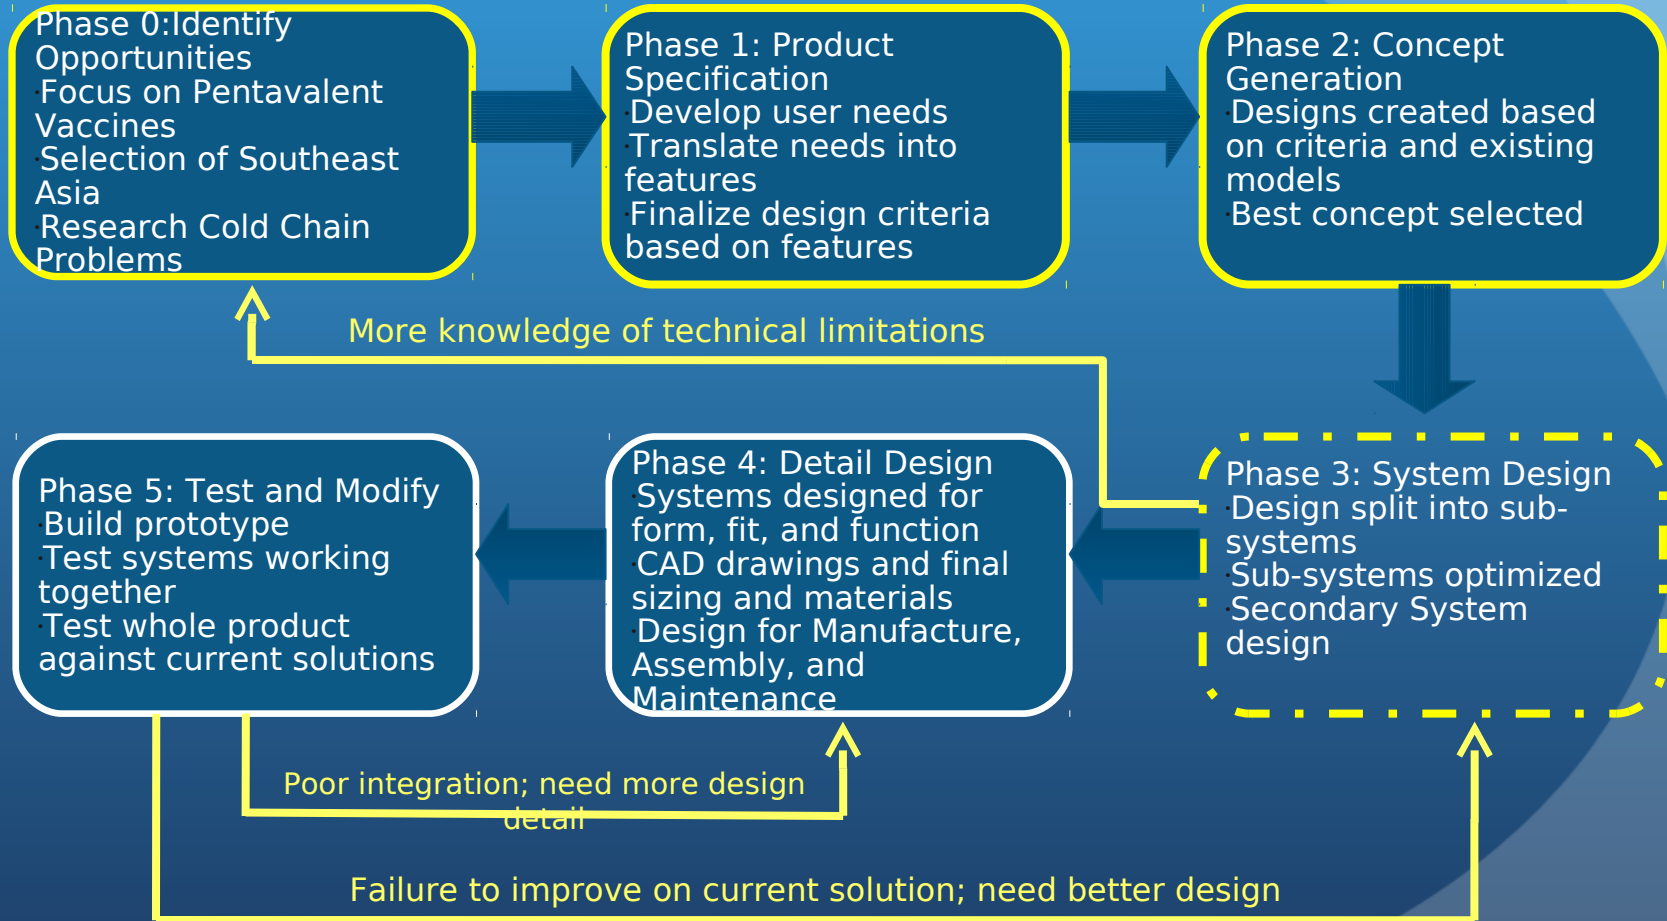 Phase 0:Identify
Opportunities
·Focus on Pentavalent
Vaccines
·Selection of Southeast
Asia
·Research Cold Chain
Problems
Phase 1: Product
Specification
·Develop user needs
·Translate needs into
features
·Finalize design criteria
based on features
Phase 2: Concept
Generation
·Designs created based
on criteria and existing
models
·Best concept selected
More knowledge of technical limitations
Phase 3: System Design
·Design split into sub-
systems
·Sub-systems optimized
·Secondary System
design
Phase 4: Detail Design
·Systems designed for
form, fit, and function
·CAD drawings and final
sizing and materials
·Design for Manufacture,
Assembly, and
Maintenance
Phase 5: Test and Modify
·Build prototype
·Test systems working
together
·Test whole product
against current solutions
Poor integration; need more design
detail
Failure to improve on current solution; need better design